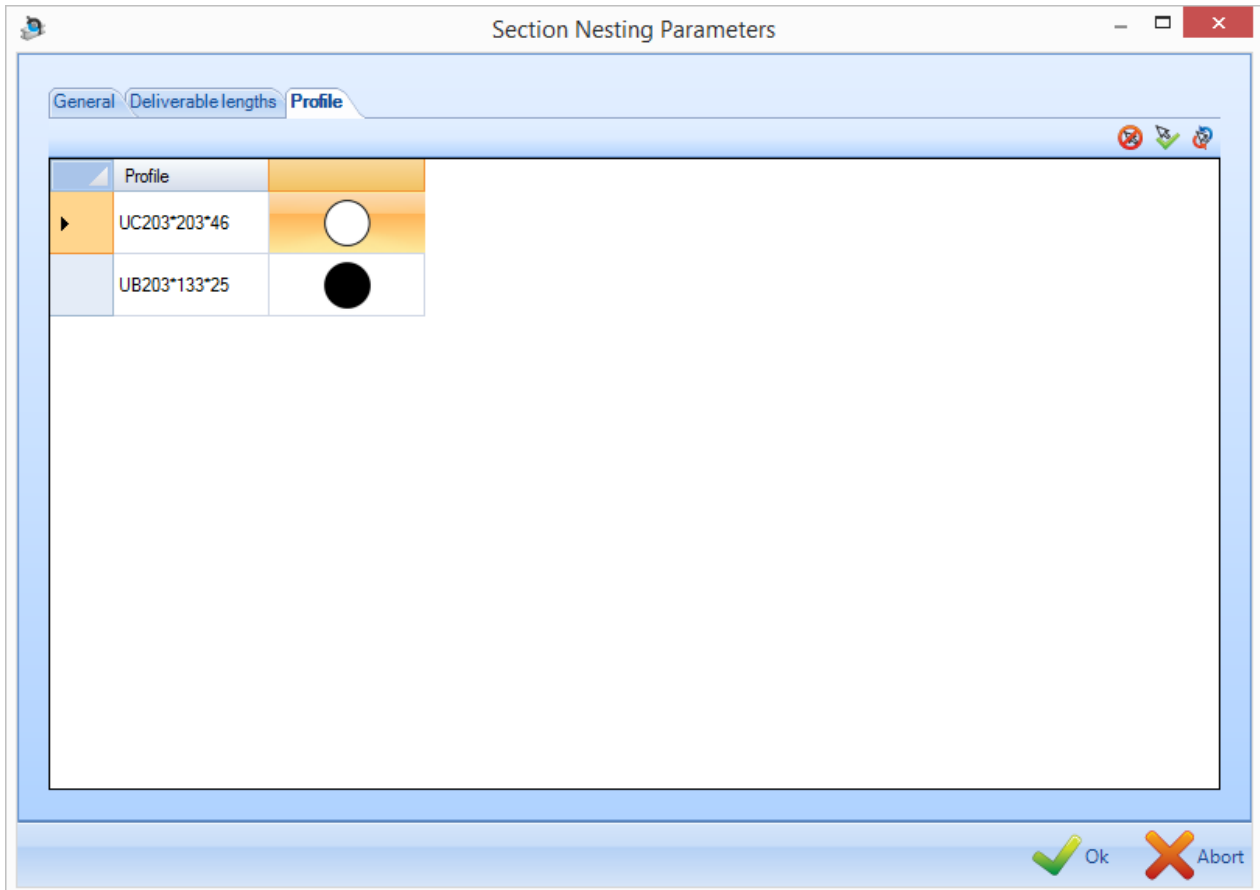 Section Nesting Parameters
General Deliverable lengths Profile
Profile
UC203*203*46
UB203*133*25
Ok Abort